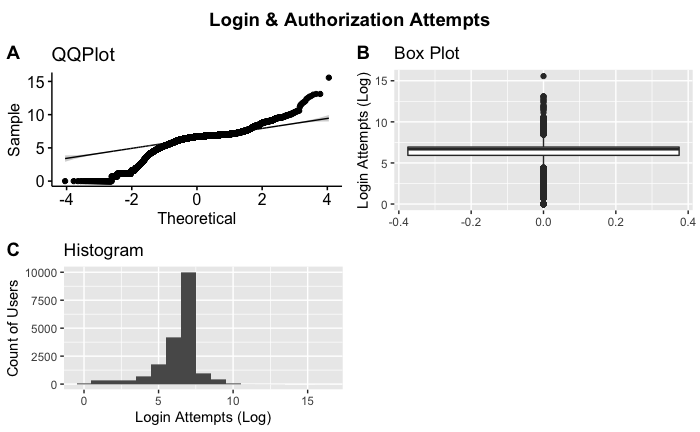 Login & Authorization Attempts
A QQPlot
Sample
15
10
5
0
-4 -2 0 2 4
Theoretical
B Box Plot
Login Attempts (Log)
15
10
5
0
-0.4 -0.2 0.0 0.2 0.4
C Histogram
Count of Users
10000
7500
5000
2500
0
0 5 10 15
Login Attempts (Log)